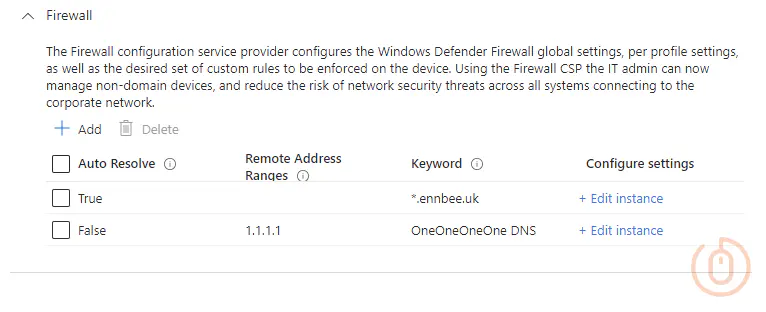 Firewall
The Firewall configuration service provider configures the Windows Defender Firewall global settings, per profile settings,
as well as the desired set of custom rules to be enforced on the device. Using the Firewall CSP the IT admin can now
manage non-domain devices, and reduce the risk of network security threats across all systems connecting to the
corporate network.
+ Add Delete
Auto Resolve Remote Address Ranges Keyword Configure settings
True *.ennbee.uk + Edit instance
False 1.1.1.1 OneOneOneOne DNS + Edit instance